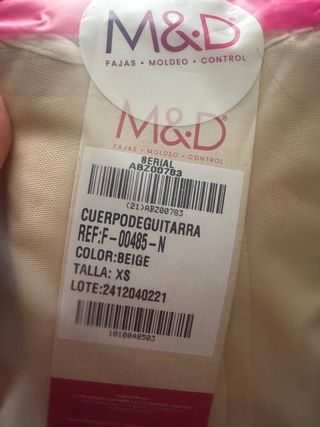 M&D®
FAJAS • MOLDEO • CONTROL
M&D®
FAJAS • MOLDEO • CONTROL
SERIAL
ABZ00783
(21)ABZ00783
CUERPODEGUITARRA
REF:F-00485-N
COLOR:BEIGE
TALLA: XS
LOTE:2412040221
1010048503